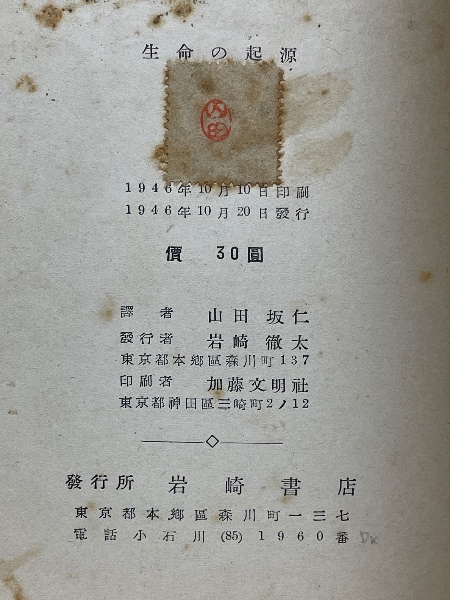 生命の起源
1946年10月10日印刷
1946年10月20日發行
價 30圓
譯者 山田坂仁
發行者 岩崎徹太
東京都本鄕區森川町137
印刷者 加藤文明社
東京都神田區三崎町2ノ12
發行所 岩崎書店
東京都本鄕區森川町一三七
電話小石川(85)1960番